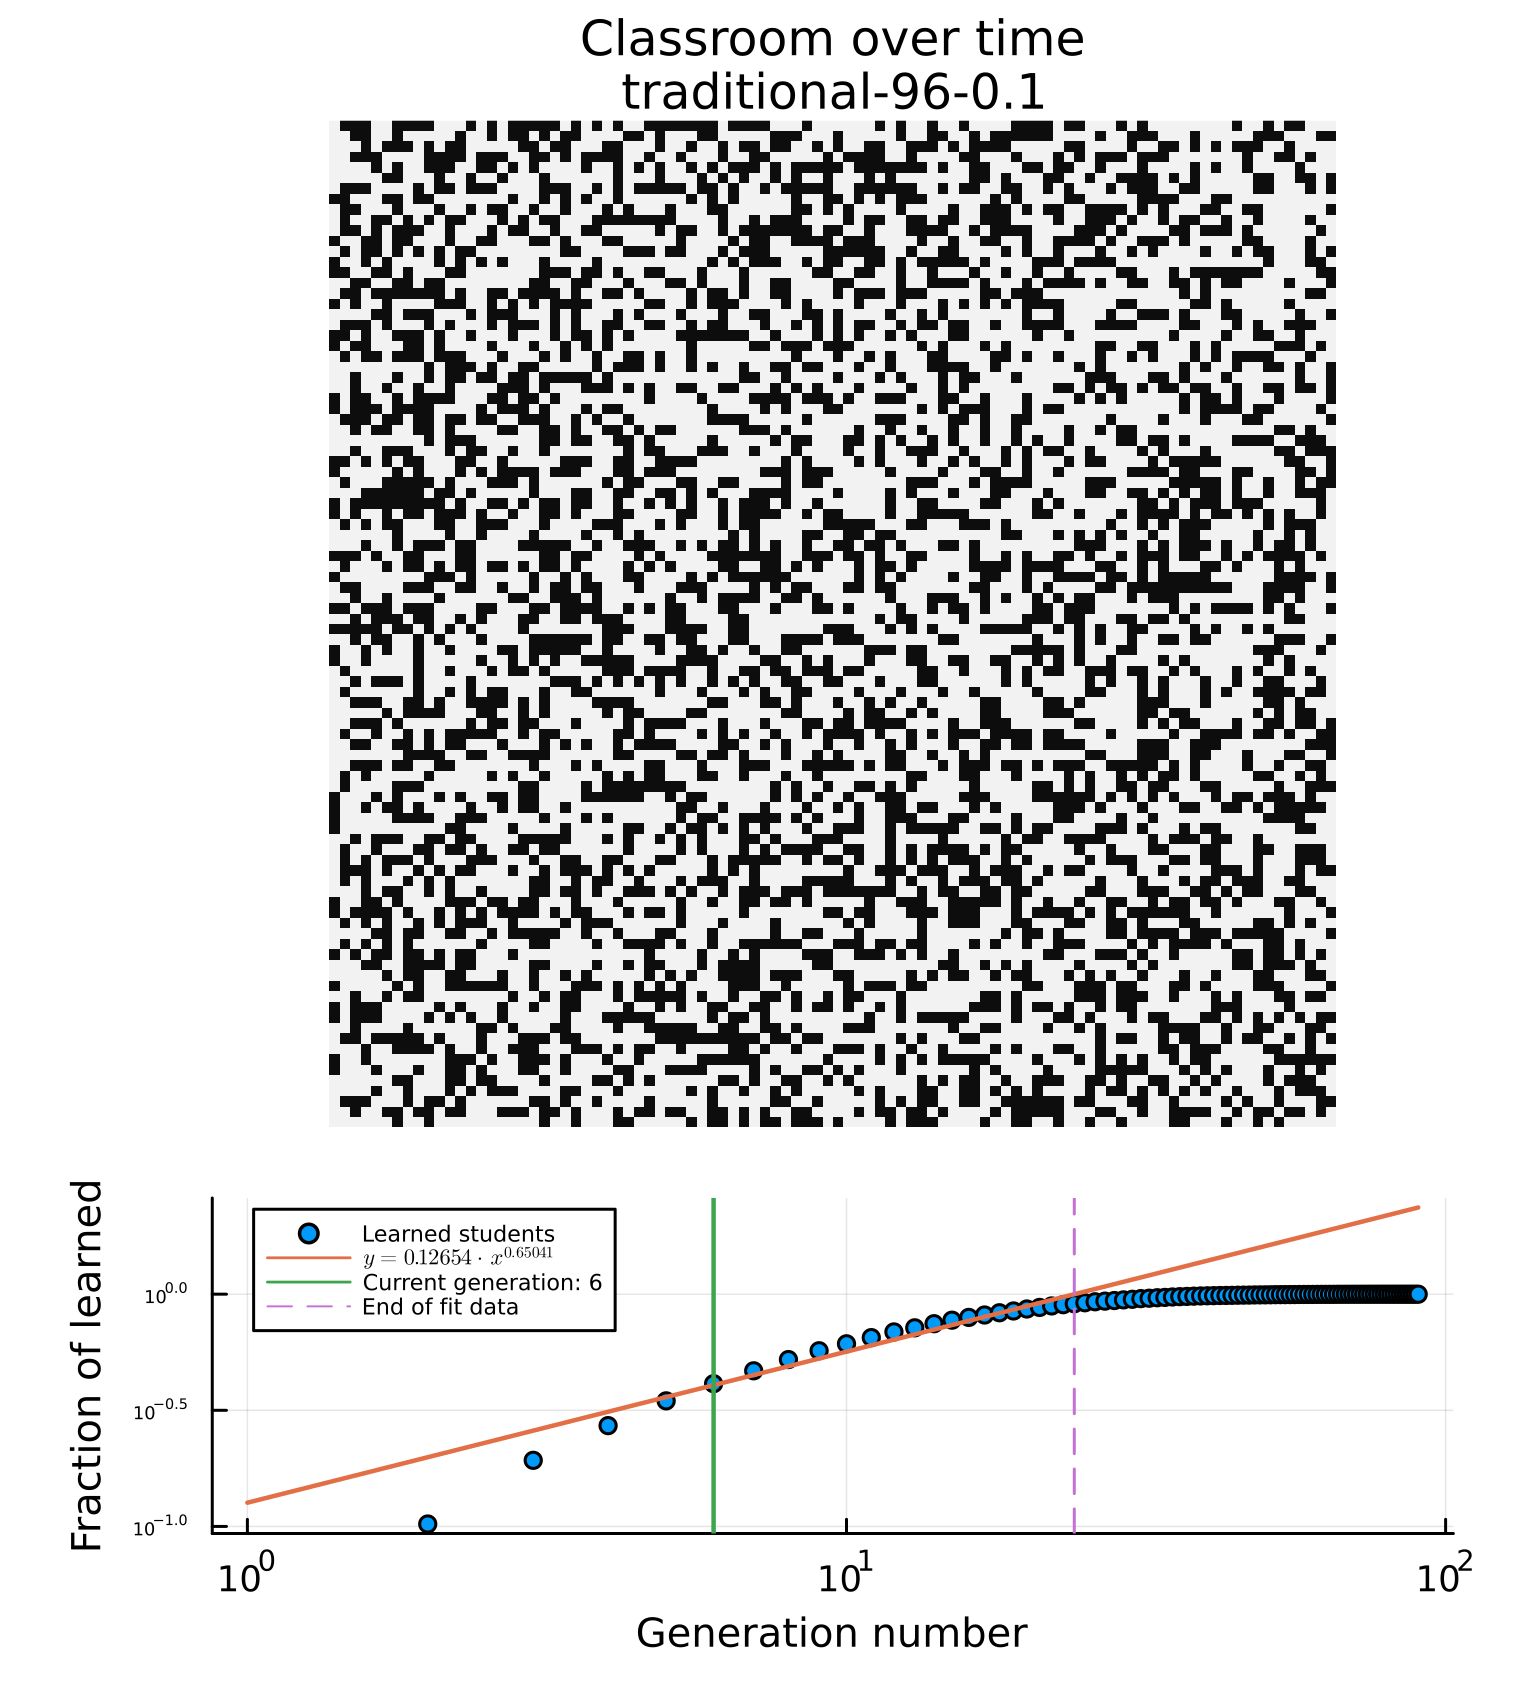 Classroom over time
traditional-96-0.1
Fraction of learned
10^0.0
10^−0.5
10^−1.0
Learned students
y = 0.12654 · x^0.65041
Current generation: 6
End of fit data
10^0
10^1
10^2
Generation number